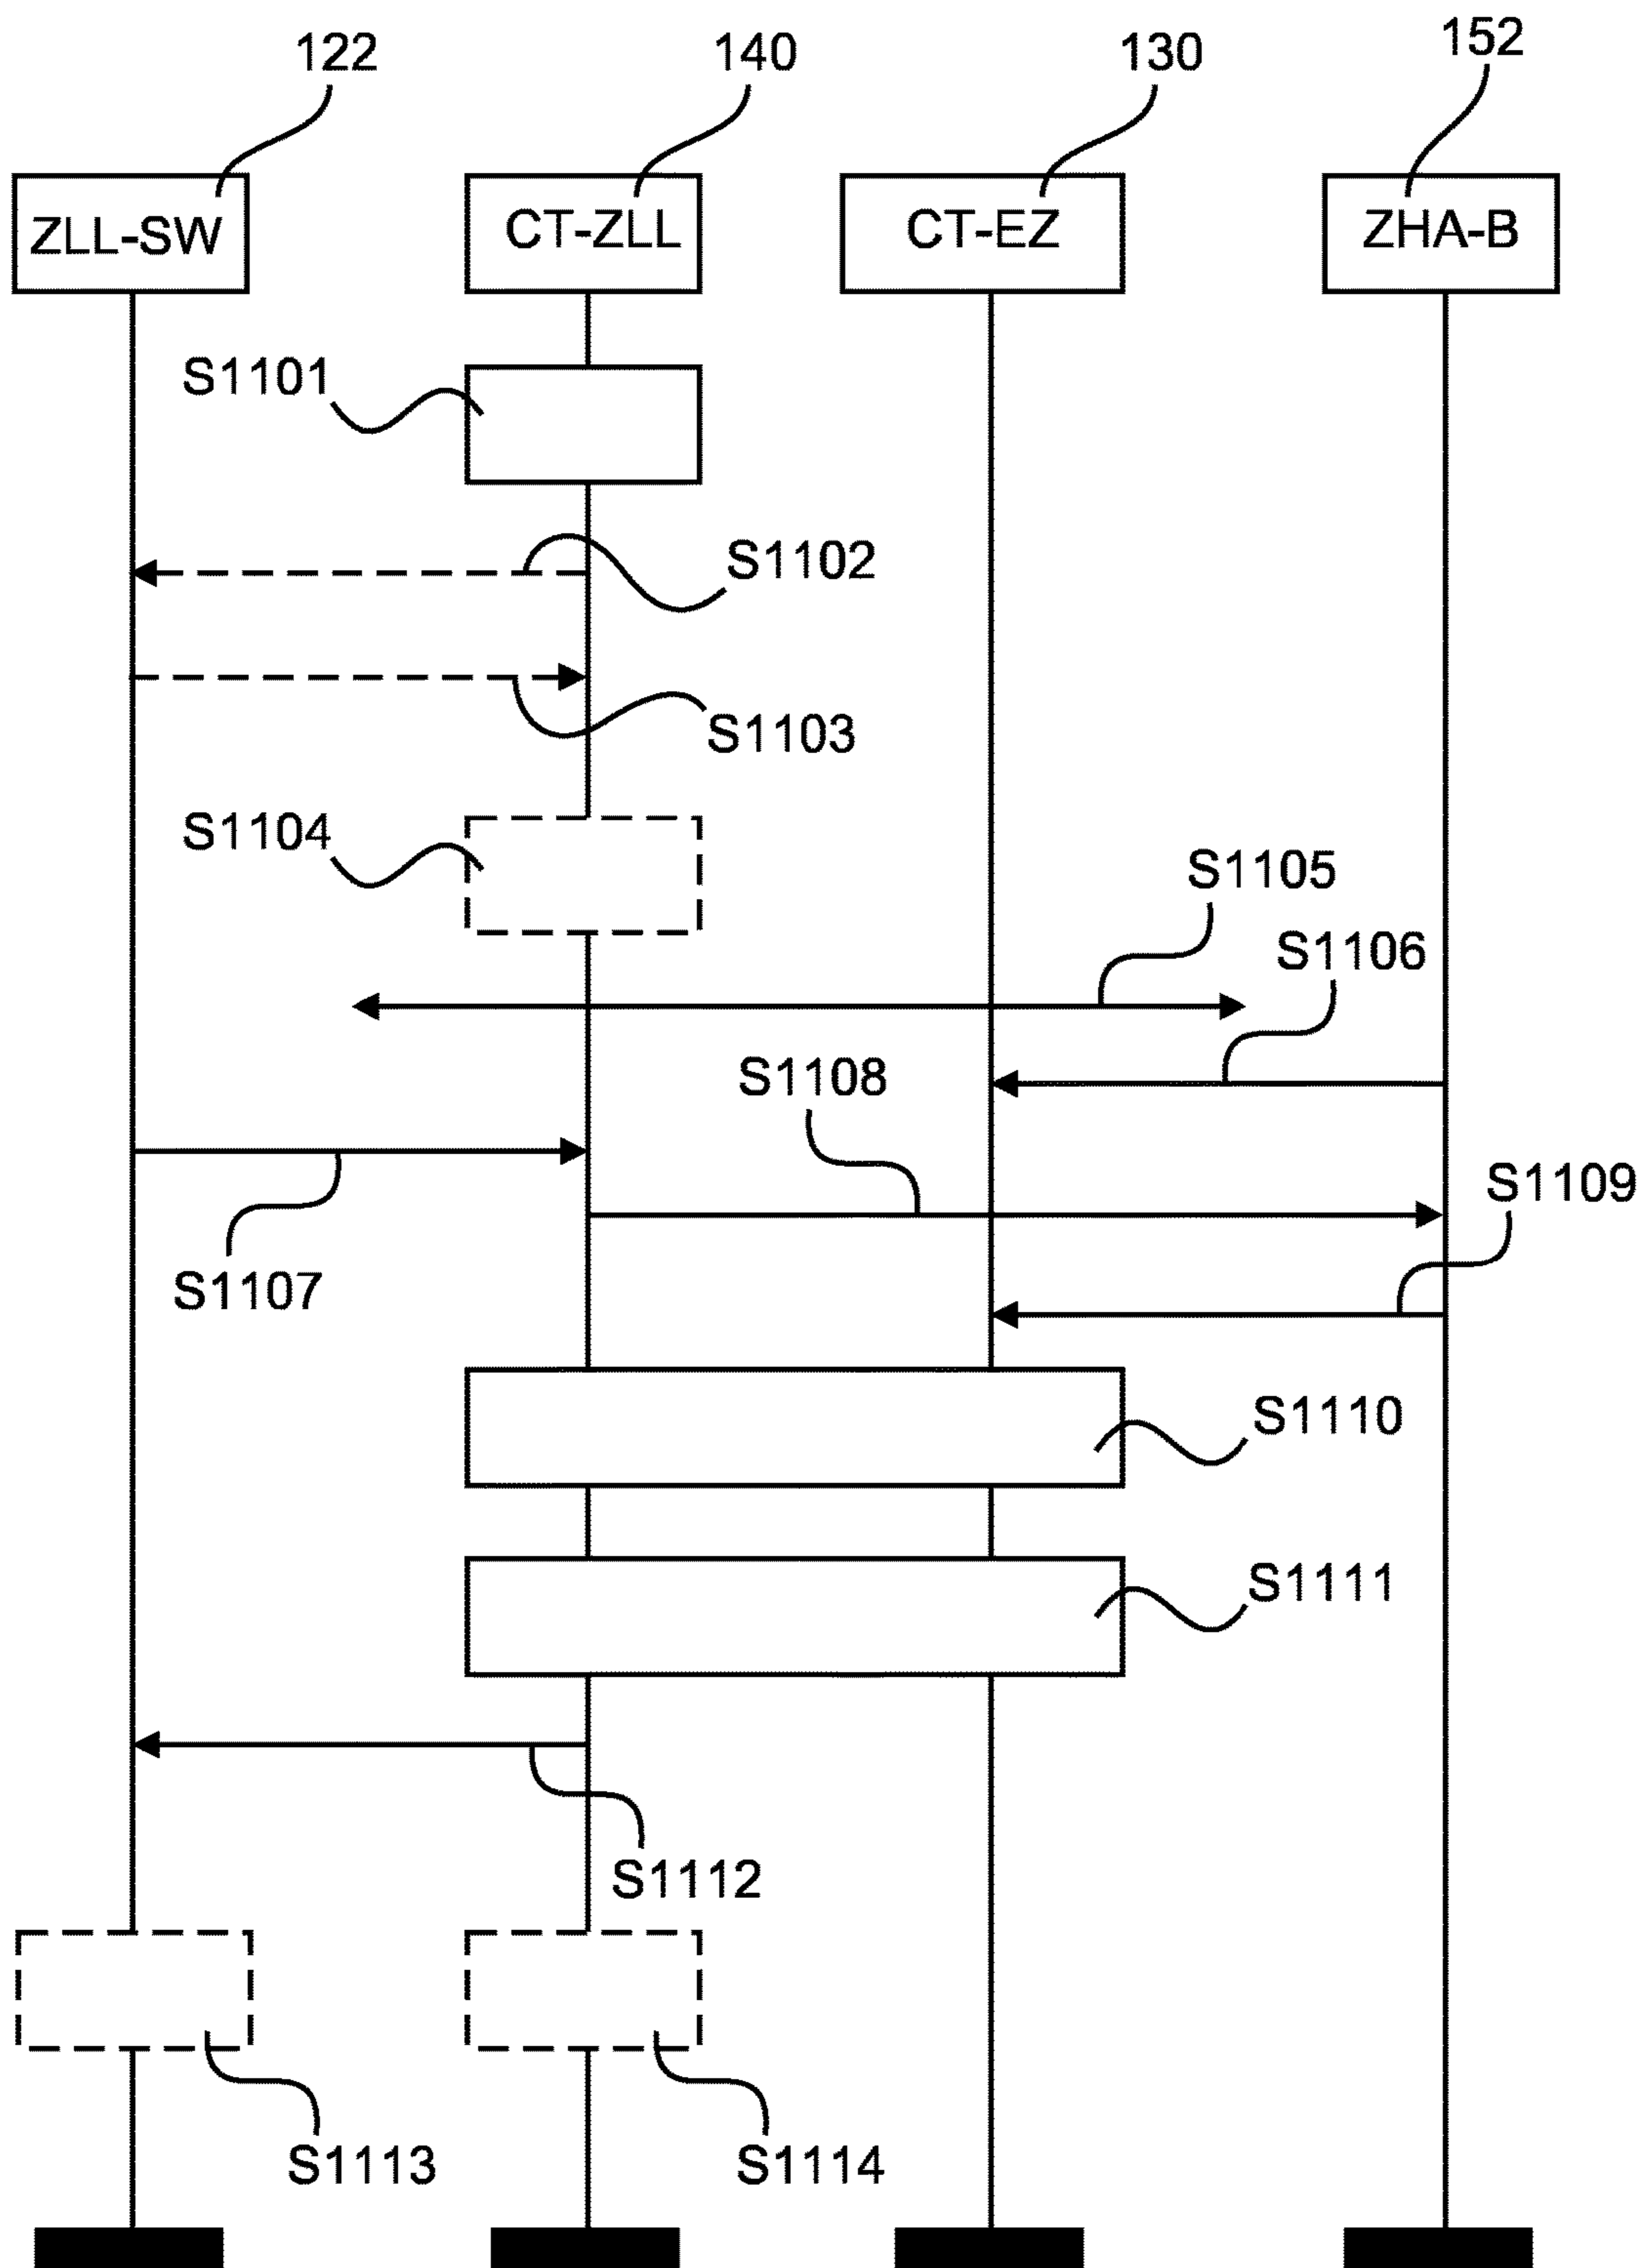 122
140
130
152
ZLL-SW
CT-ZLL
CT-EZ
ZHA-B
S1101
S1102
S1103
S1104
S1105
S1106
S1108
S1109
S1107
S1110
S1111
S1112
S1113
S1114